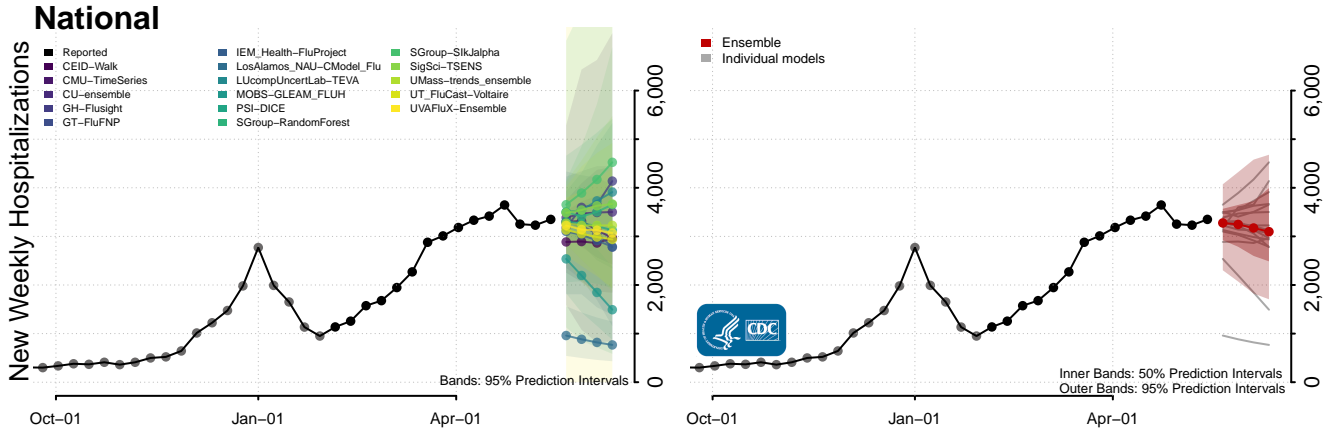 National
New Weekly Hospitalizations
Reported
CEID−Walk
CMU−TimeSeries
CU−ensemble
GH−Flusight
GT−FluFNP
IEM_Health−FluProject
LosAlamos_NAU−CModel_Flu
LUcompUncertLab−TEVA
MOBS−GLEAM_FLUH
PSI−DICE
SGroup−RandomForest
SGroup−SIkJalpha
SigSci−TSENS
UMass−trends_ensemble
UT_FluCast−Voltaire
UVAFluX−Ensemble
6,000
4,000
2,000
0
Bands: 95% Prediction Intervals
Oct−01
Jan−01
Apr−01
Ensemble
Individual models
6,000
4,000
2,000
0
CDC
Inner Bands: 50% Prediction Intervals
Outer Bands: 95% Prediction Intervals
Oct−01
Jan−01
Apr−01